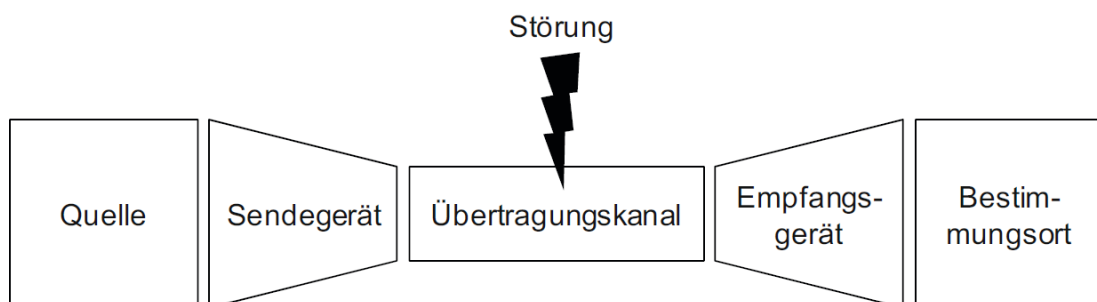 Störung
Quelle
Sendegerät
Übertragungskanal
Empfangs-
gerät
Bestim-
mungsort